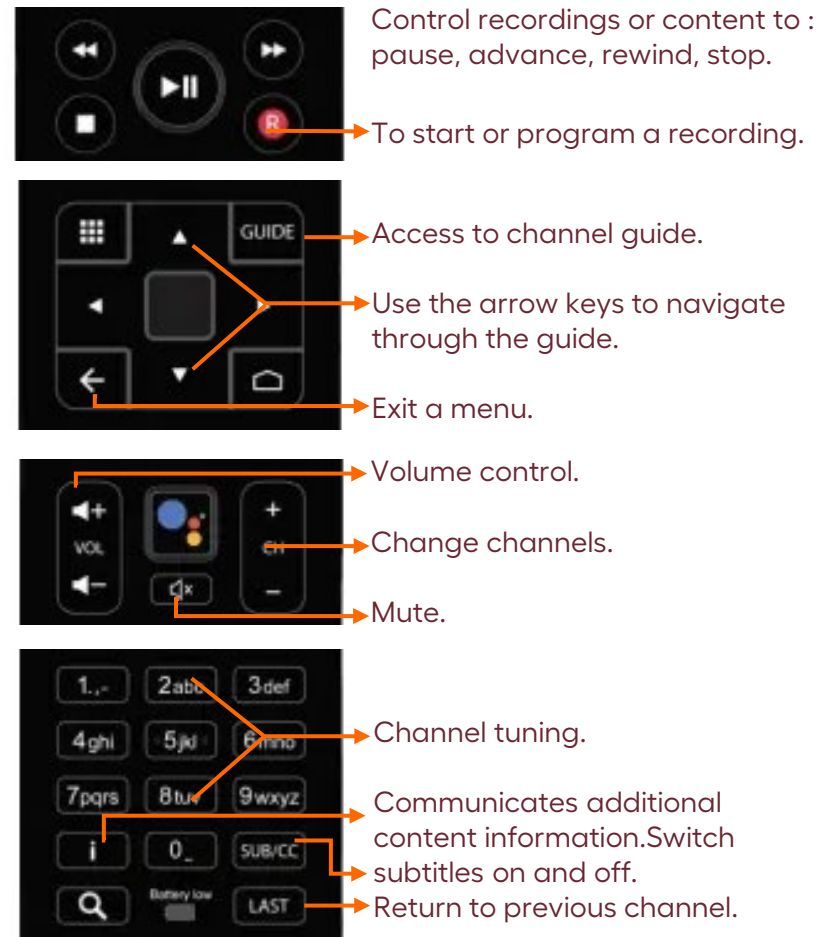 Control recordings or content to :
pause, advance, rewind, stop.
R
To start or program a recording.
GUIDE
Access to channel guide.
Use the arrow keys to navigate
through the guide.
Exit a menu.
Volume control.
+ +
VOL CH
Change channels.
- x -
Mute.
1.,- 2abc 3def
4ghi 5jkl 6mno
Channel tuning.
7pqrs 8tuv 9wxyz
Communicates additional
content information.Switch
i 0_ SUB/CC
subtitles on and off.
Battery low LAST
Return to previous channel.